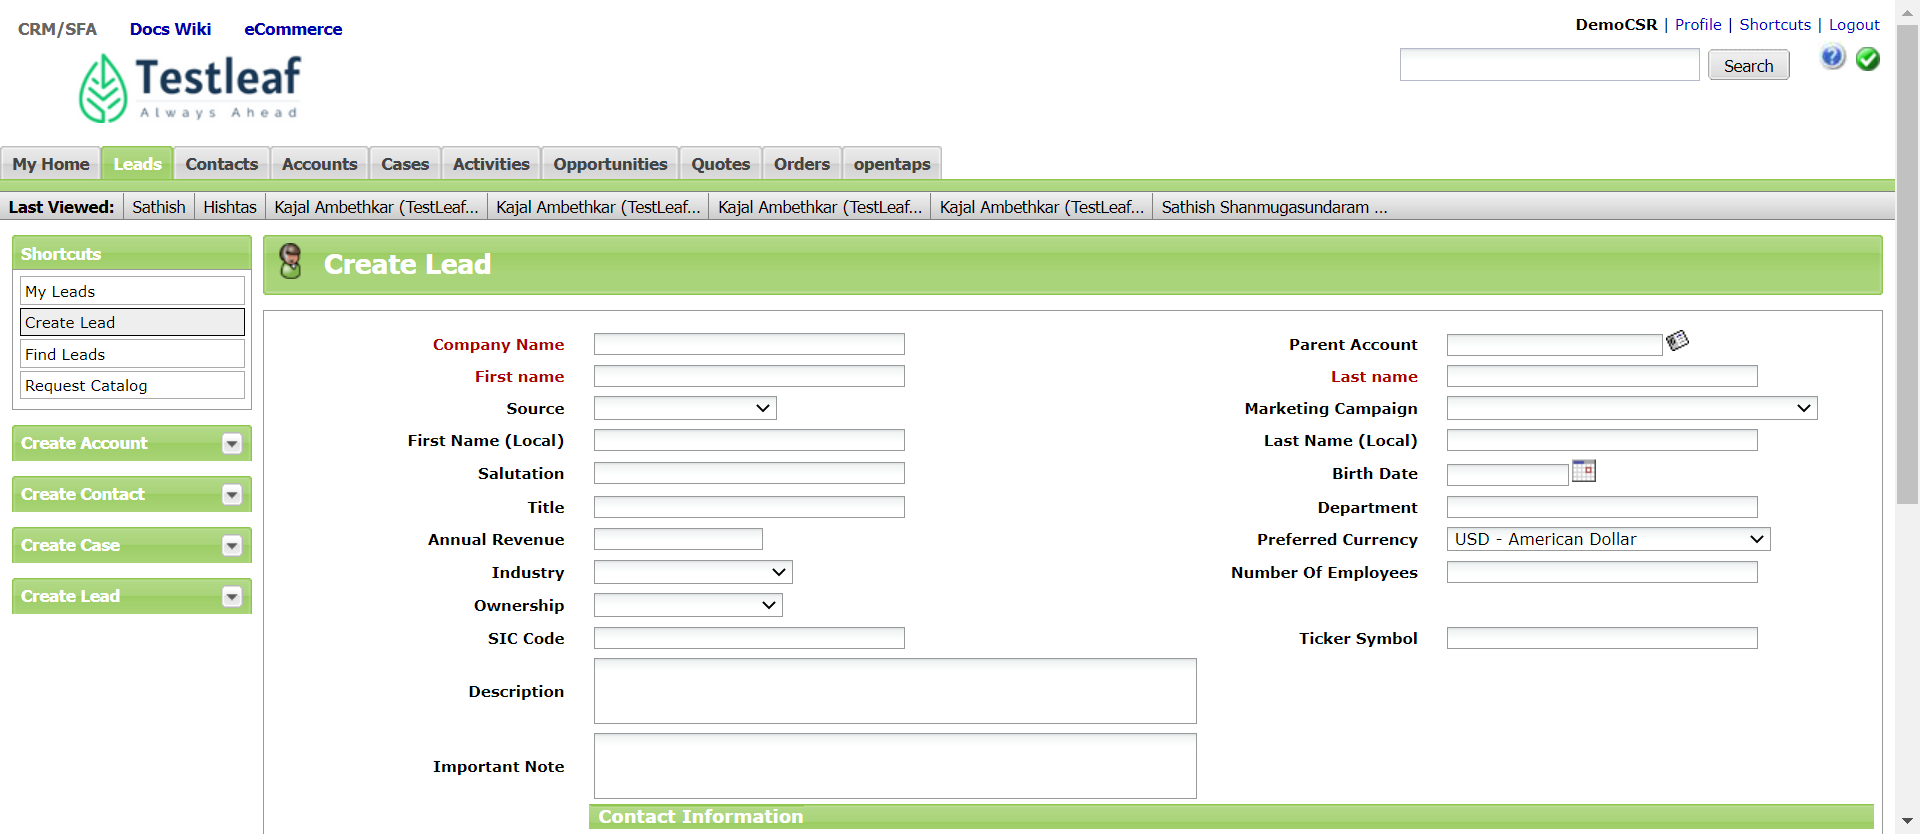 CRM/SFA Docs Wiki eCommerce
DemoCSR | Profile | Shortcuts | Logout
Testleaf
Always Ahead
Search
?
My Home Leads Contacts Accounts Cases Activities Opportunities Quotes Orders opentaps
Last Viewed: Sathish Hishtas Kajal Ambethkar (TestLeaf... Kajal Ambethkar (TestLeaf... Kajal Ambethkar (TestLeaf... Kajal Ambethkar (TestLeaf... Sathish Shanmugasundaram ...
Shortcuts
My Leads
Create Lead
Find Leads
Request Catalog
Create Account
Create Contact
Create Case
Create Lead
Create Lead
Company Name Parent Account
First name Last name
Source Marketing Campaign
First Name (Local) Last Name (Local)
Salutation Birth Date
Title Department
Annual Revenue Preferred Currency USD - American Dollar
Industry Number Of Employees
Ownership
SIC Code Ticker Symbol
Description
Important Note
Contact Information